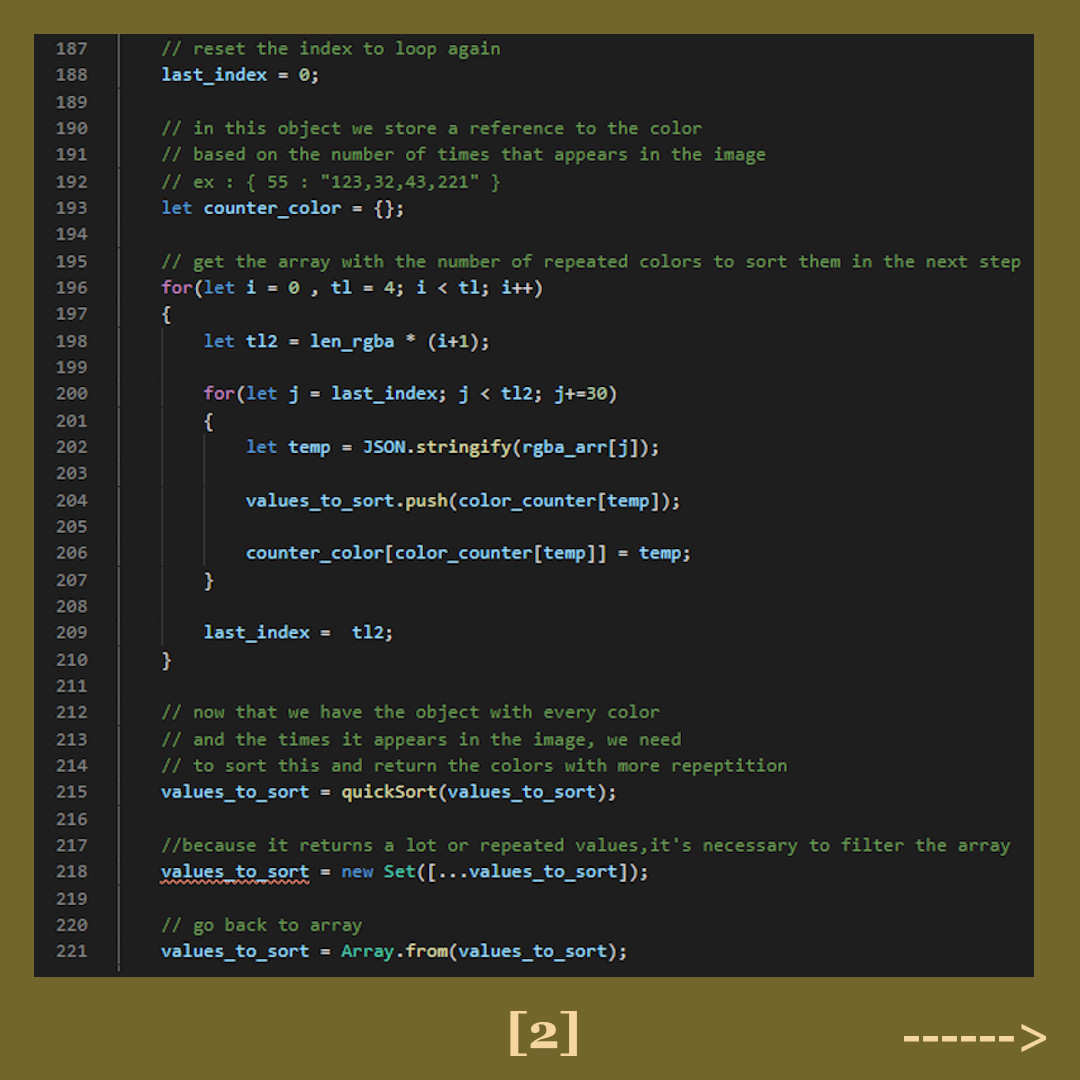 187 // reset the index to loop again
188 last_index = 0;
189
190 // in this object we store a reference to the color
191 // based on the number of times that appears in the image
192 // ex : { 55 : "123,32,43,221" }
193 let counter_color = {};
194
195 // get the array with the number of repeated colors to sort them in the next step
196 for(let i = 0 , tl = 4; i < tl; i++)
197 {
198 let tl2 = len_rgba * (i+1);
199
200 for(let j = last_index; j < tl2; j+=30)
201 {
202 let temp = JSON.stringify(rgba_arr[j]);
203
204 values_to_sort.push(color_counter[temp]);
205
206 counter_color[color_counter[temp]] = temp;
207 }
208
209 last_index =  tl2;
210 }
211
212 // now that we have the object with every color
213 // and the times it appears in the image, we need
214 // to sort this and return the colors with more repeptition
215 values_to_sort = quickSort(values_to_sort);
216
217 //because it returns a lot or repeated values,it's necessary to filter the array
218 values_to_sort = new Set([...values_to_sort]);
219
220 // go back to array
221 values_to_sort = Array.from(values_to_sort);
[2]
------>